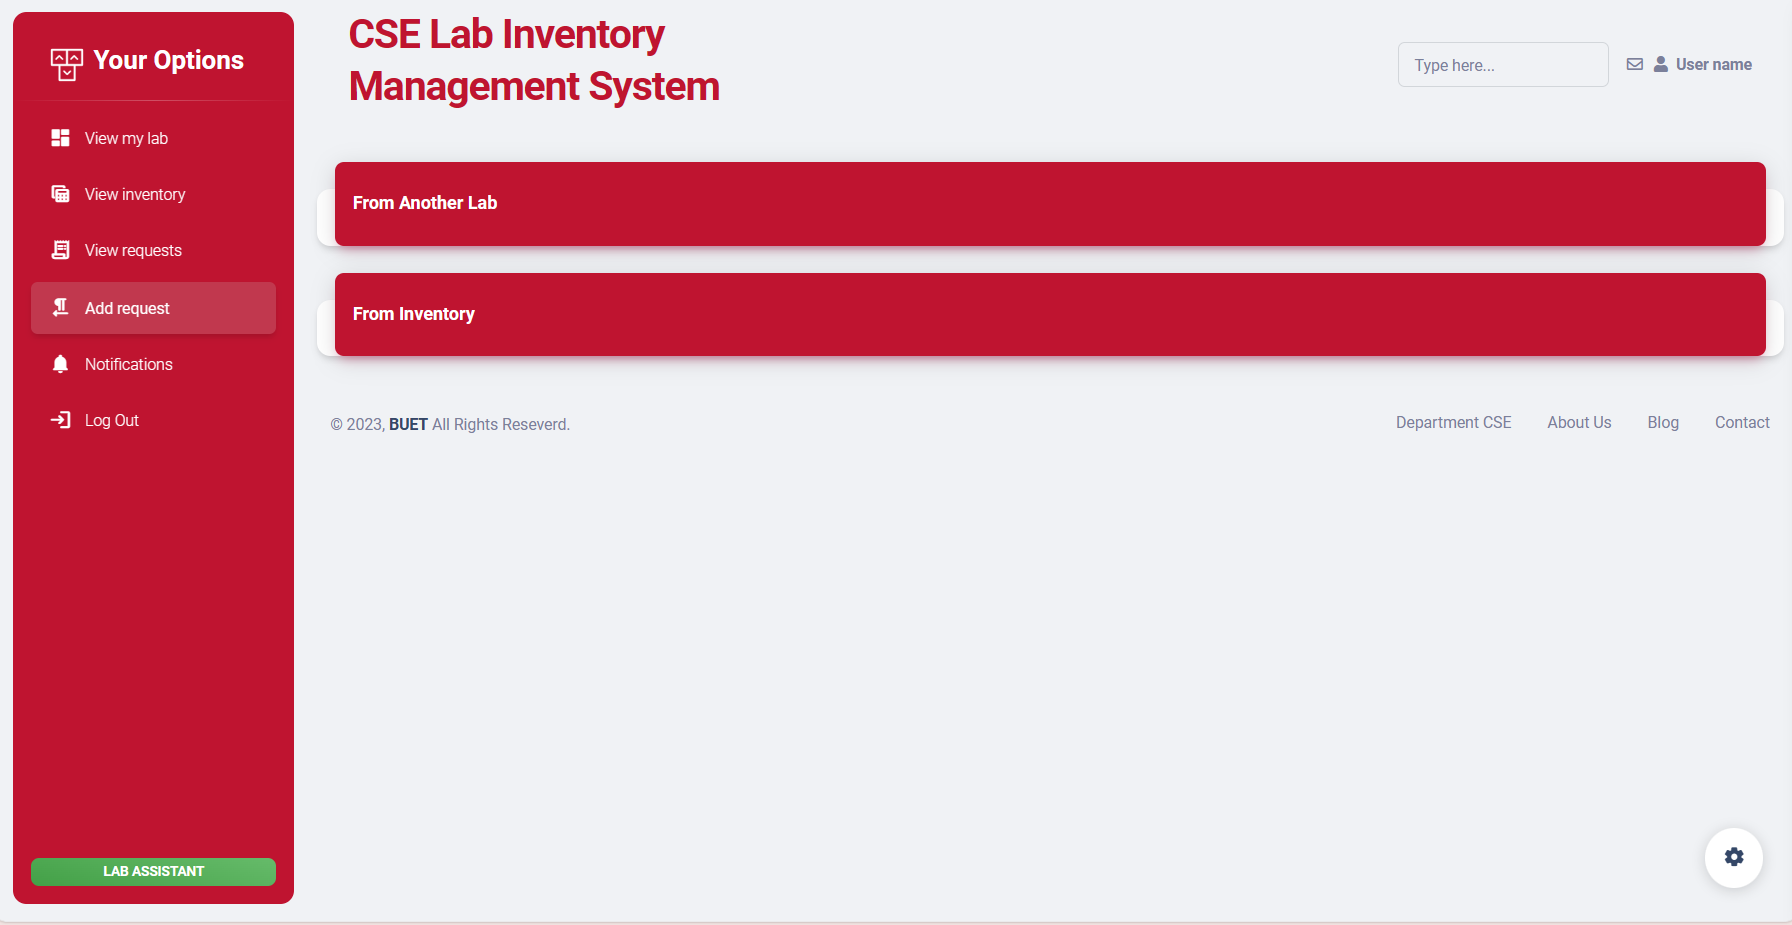 Your Options
View my lab
View inventory
View requests
Add request
Notifications
Log Out
LAB ASSISTANT
CSE Lab Inventory
Management System
Type here...
User name
From Another Lab
From Inventory
© 2023, BUET All Rights Reseverd.
Department CSE
About Us
Blog
Contact